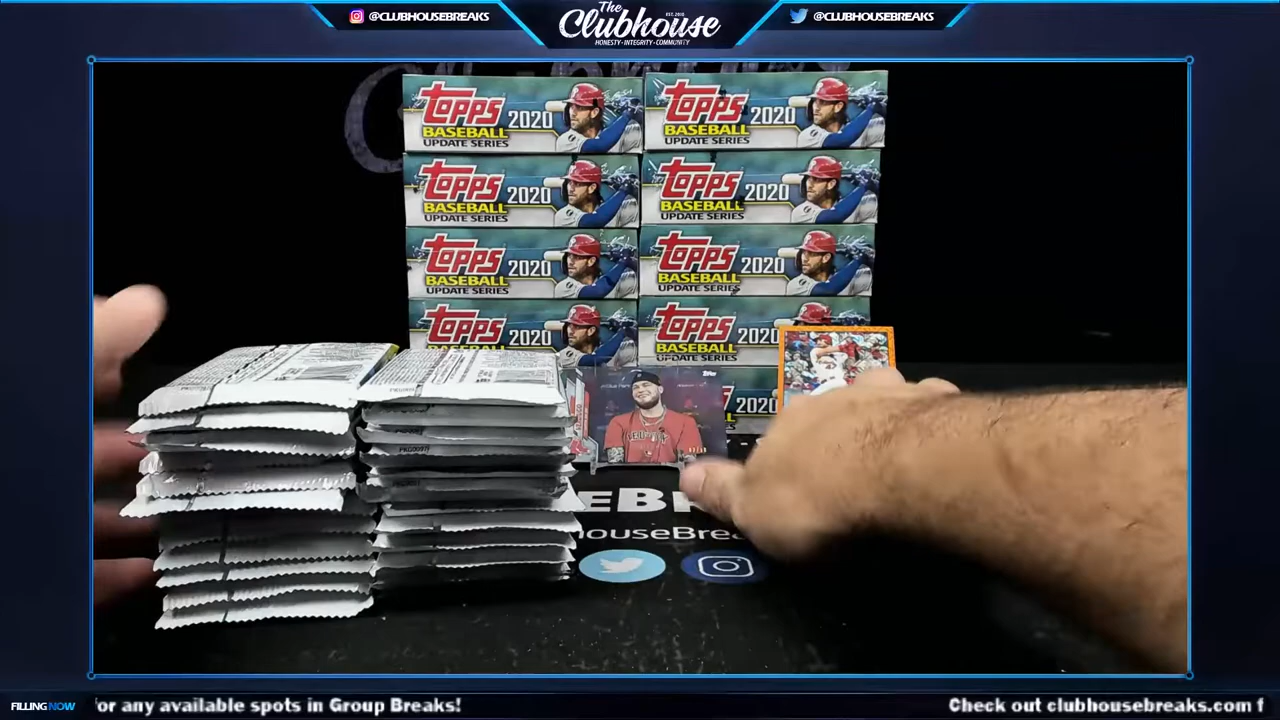 @CLUBHOUSEBREAKS
The
EST. 2010
Clubhouse
HONESTY • INTEGRITY • COMMUNITY
@CLUBHOUSEBREAKS
Topps
2020
BASEBALL
UPDATE SERIES
Topps
2020
BASEBALL
UPDATE SERIES
Topps
2020
BASEBALL
UPDATE SERIES
Topps
2020
BASEBALL
UPDATE SERIES
Topps
2020
BASEBALL
UPDATE SERIES
Topps
2020
BASEBALL
UPDATE SERIES
Topps
2020
BASEBALL
Topps
2020
BASEBALL
UPDATE SERIES
2020
Topps
eBr
houseBrea
FILLING NOW
or any available spots in Group Breaks!
Check out clubhousebreaks.com f